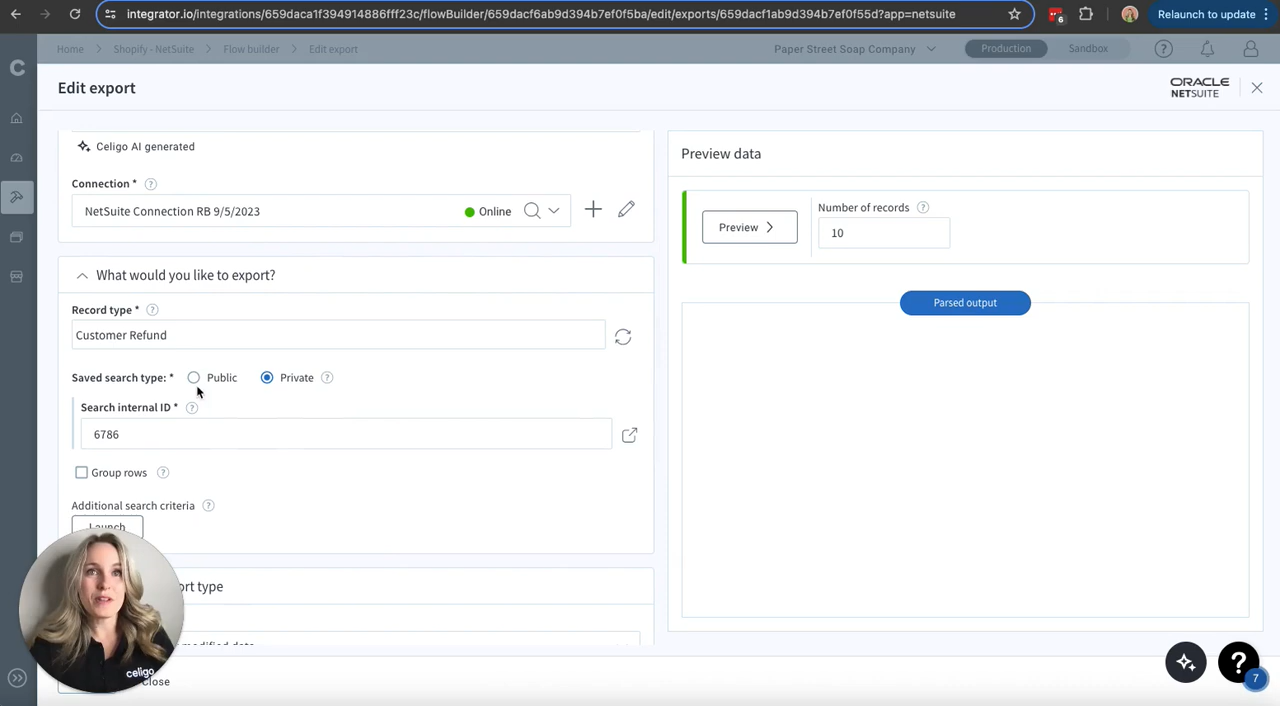 integrator.io/integrations/659daca1f394914886fff23c/flowBuilder/659dacf6ab9d394b7ef0f5ba/edit/exports/659dacf1ab9d394b7ef0f55d?app=netsuite
6
Relaunch to update
Home > Shopify - NetSuite > Flow builder > Edit export
Paper Street Soap Company
Production
Sandbox
?
Edit export
ORACLE
NETSUITE
Celigo AI generated
Connection *
NetSuite Connection RB 9/5/2023
Online
What would you like to export?
Record type *
Customer Refund
Saved search type: *
Public
Private
Search internal ID *
6786
Group rows
Additional search criteria
Launch
ort type
Close
celigo
Preview data
Preview
Number of records
10
Parsed output
?
7